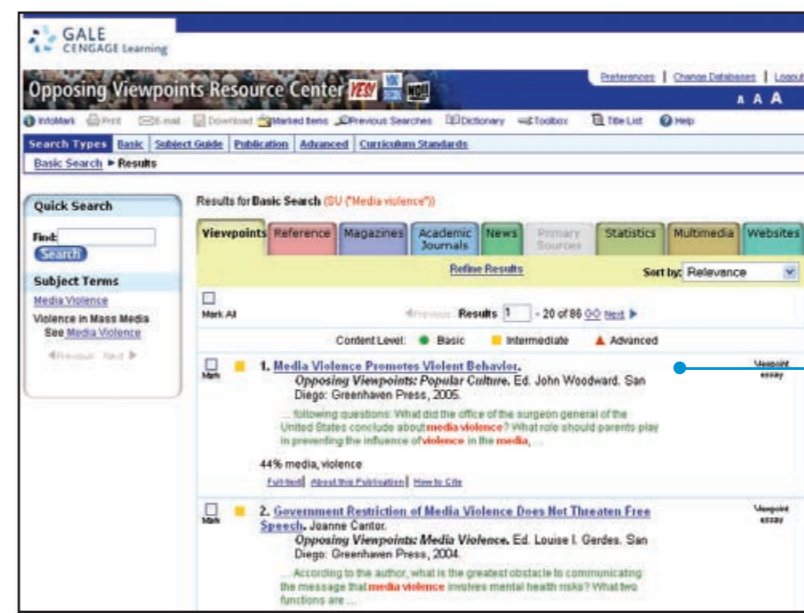 GALE
CENGAGE Learning
Preferences | Change Databases | Logout
Opposing Viewpoints Resource Center YES! YOU DECIDE NO!
A A A
InfoMark Print E-mail Download Marked Items Previous Searches Dictionary Toolbox Title List Help
Search Types Basic Subject Guide Publication Advanced Curriculum Standards
Basic Search ▶ Results
Quick Search
Find:
Search
Subject Terms
Media Violence
Violence in Mass Media
See Media Violence
Previous Next
Results for Basic Search (SU ("Media violence"))
Viewpoints Reference Magazines Academic Journals News Primary Sources Statistics Multimedia Websites
Refine Results Sort by: Relevance
Mark All
Previous Results 1 - 20 of 86 GO Next
Content Level: Basic Intermediate Advanced
Mark
1. Media Violence Promotes Violent Behavior.
Viewpoint essay
Opposing Viewpoints: Popular Culture. Ed. John Woodward. San
Diego: Greenhaven Press, 2005.
... following questions: What did the office of the surgeon general of the
United States conclude about media violence? What role should parents play
in preventing the influence of violence in the media, ...
44% media, violence
Full-text | About this Publication | How to Cite
Mark
2. Government Restriction of Media Violence Does Not Threaten Free
Speech. Joanne Cantor.
Viewpoint essay
Opposing Viewpoints: Media Violence. Ed. Louise I. Gerdes. San
Diego: Greenhaven Press, 2004.
... According to the author, what is the greatest obstacle to communicating
the message that media violence involves mental health risks? What two
functions are ...